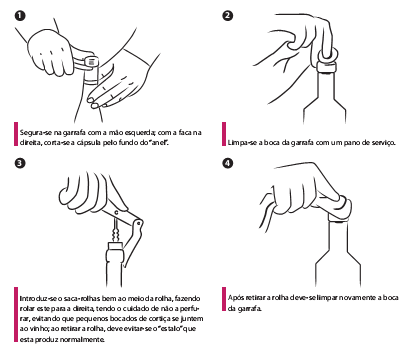 1
Segura-se na garrafa com a mão esquerda; com a faca na
direita, corta-se a cápsula pelo fundo do "anel".
2
Limpa-se a boca da garrafa com um pano de serviço.
3
Introduz-se o saca-rolhas bem ao meio da rolha, fazendo
rolar este para a direita, tendo o cuidado de não a perfu-
rar, evitando que pequenos bocados de cortiça se juntem
ao vinho; ao retirar a rolha, deve evitar-se o "estalo" que
esta produz normalmente.
4
Após retirar a rolha deve-se limpar novamente a boca
da garrafa.